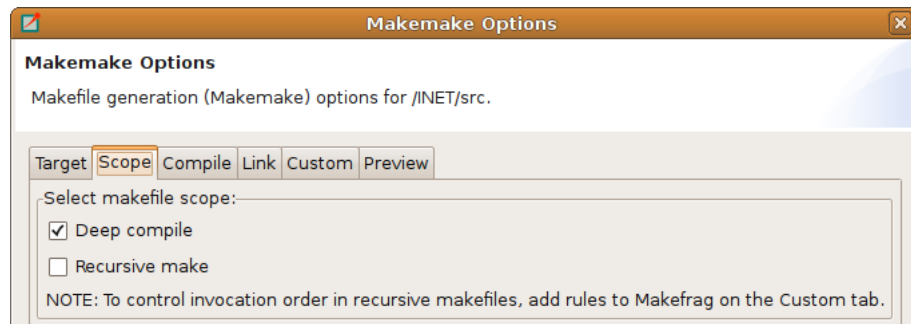 Makemake Options
Makemake Options
Makefile generation (Makemake) options for /INET/src.
Target Scope Compile Link Custom Preview
Select makefile scope:
Deep compile
Recursive make
NOTE: To control invocation order in recursive makefiles, add rules to Makefrag on the Custom tab.